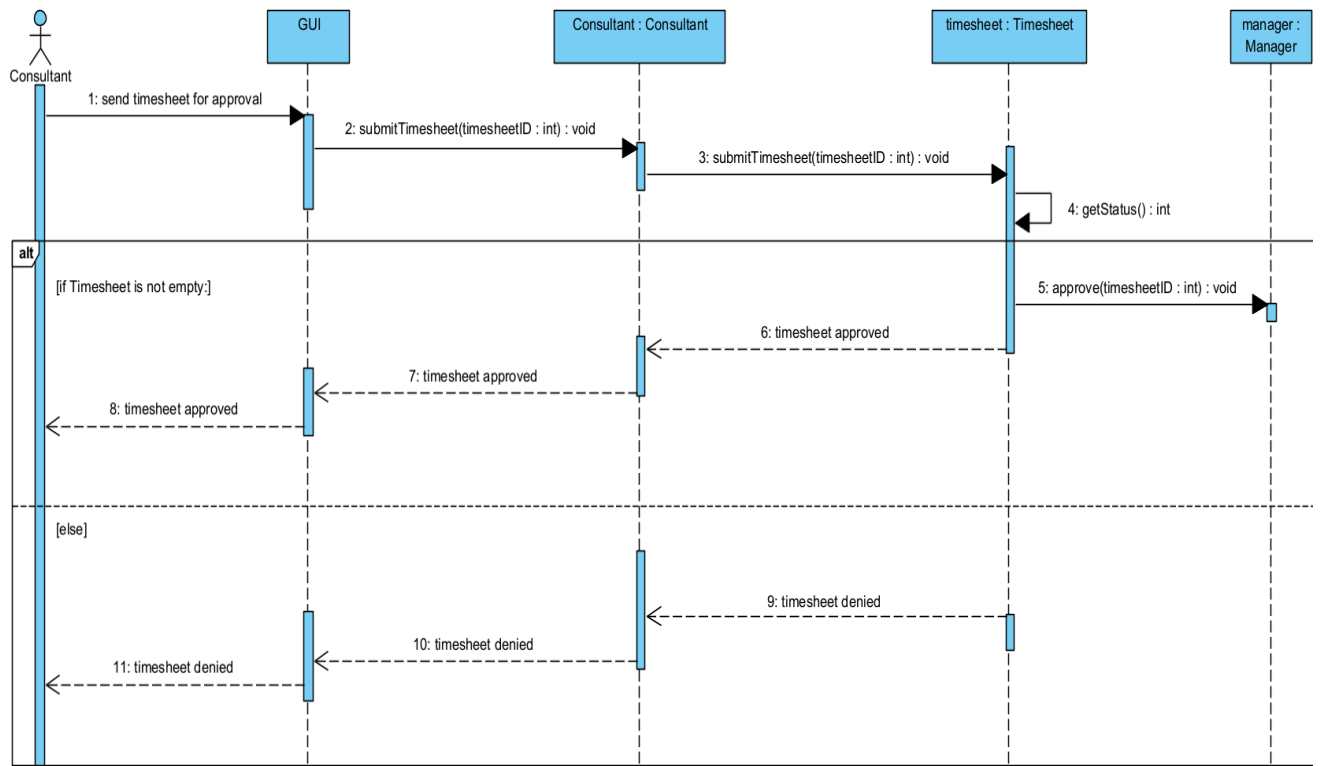 GUI
Consultant : Consultant
timesheet : Timesheet
manager :
Manager
Consultant
1: send timesheet for approval
2: submitTimesheet(timesheetID : int) : void
3: submitTimesheet(timesheetID : int) : void
4: getStatus() : int
alt
[if Timesheet is not empty:]
5: approve(timesheetID : int) : void
6: timesheet approved
7: timesheet approved
8: timesheet approved
[else]
9: timesheet denied
10: timesheet denied
11: timesheet denied